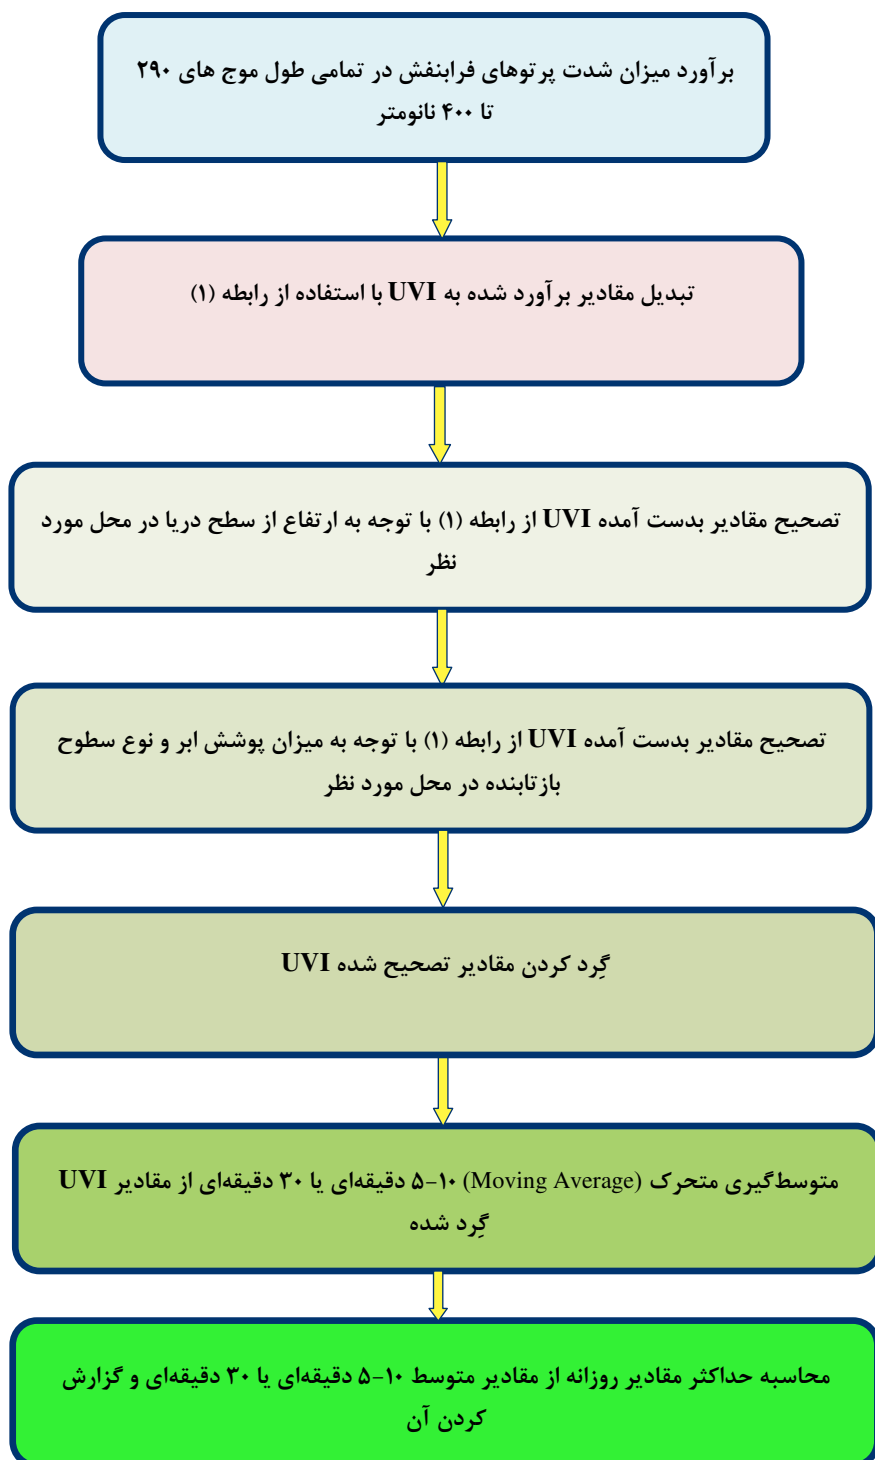 برآورد میزان شدت پرتوهای فرابنفش در تمامی طول موج های ۲۹۰
تا ۴۰۰ نانومتر
تبدیل مقادیر برآورد شده به UVI با استفاده از رابطه (۱)
تصحیح مقادیر بدست آمده UVI از رابطه (۱) با توجه به ارتفاع از سطح دریا در محل مورد
نظر
تصحیح مقادیر بدست آمده UVI از رابطه (۱) با توجه به میزان پوشش ابر و نوع سطوح
بازتابنده در محل مورد نظر
گِرد کردن مقادیر تصحیح شده UVI
متوسط‌گیری متحرک (Moving Average) ۱۰-۵ دقیقه‌ای یا ۳۰ دقیقه‌ای از مقادیر UVI
گِرد شده
محاسبه حداکثر مقادیر روزانه از مقادیر متوسط ۱۰-۵ دقیقه‌ای یا ۳۰ دقیقه‌ای و گزارش
کردن آن